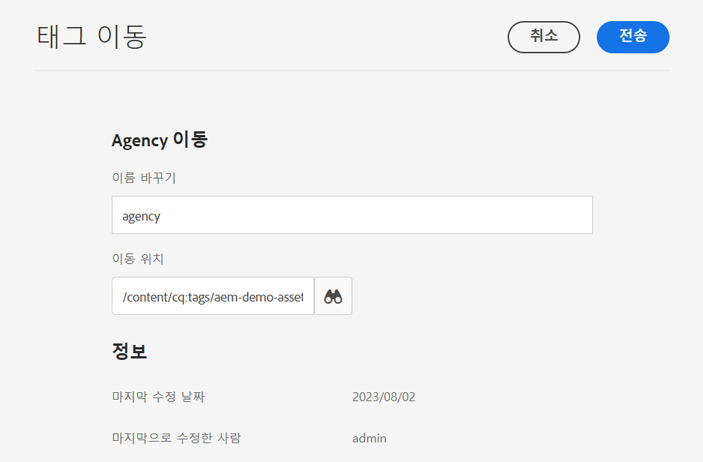 태그 이동
취소
전송
Agency 이동
이름 바꾸기
agency
이동 위치
/content/cq:tags/aem-demo-asset
정보
마지막 수정 날짜
2023/08/02
마지막으로 수정한 사람
admin